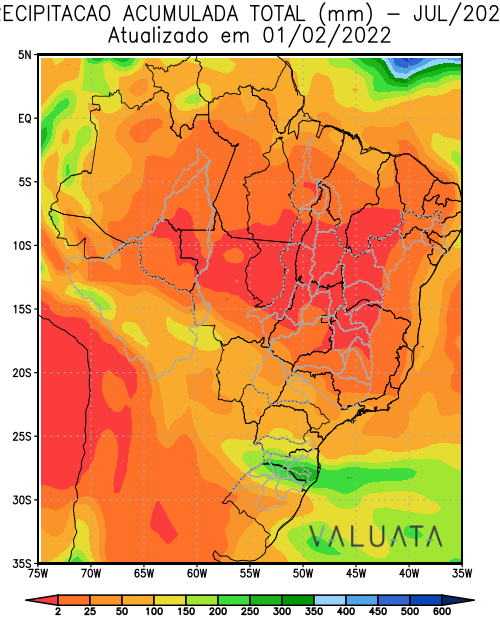 RECIPITACAO ACUMULADA TOTAL (mm) – JUL/202
Atualizado em 01/02/2022
5N
EQ
5S
10S
15S
20S
25S
30S
35S
VALUATA
75W 70W 65W 60W 55W 50W 45W 40W 35W
2 25 50 100 150 200 250 300 350 400 450 500 600